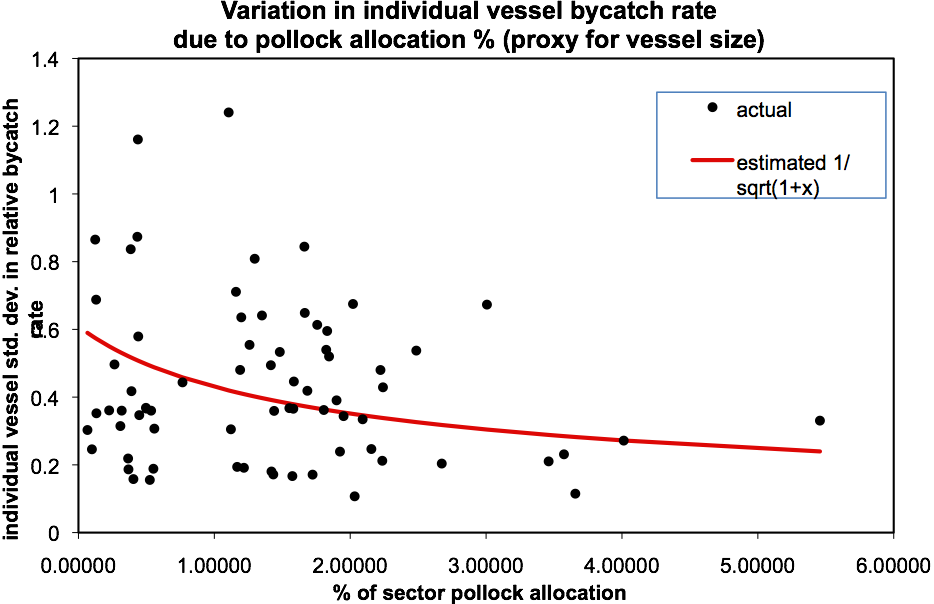 Variation in individual vessel bycatch rate
due to pollock allocation % (proxy for vessel size)
individual vessel std. dev. in relative bycatch
rate
1.4
1.2
1
0.8
0.6
0.4
0.2
0
actual
estimated 1/
sqrt(1+x)
0.00000 1.00000 2.00000 3.00000 4.00000 5.00000 6.00000
% of sector pollock allocation